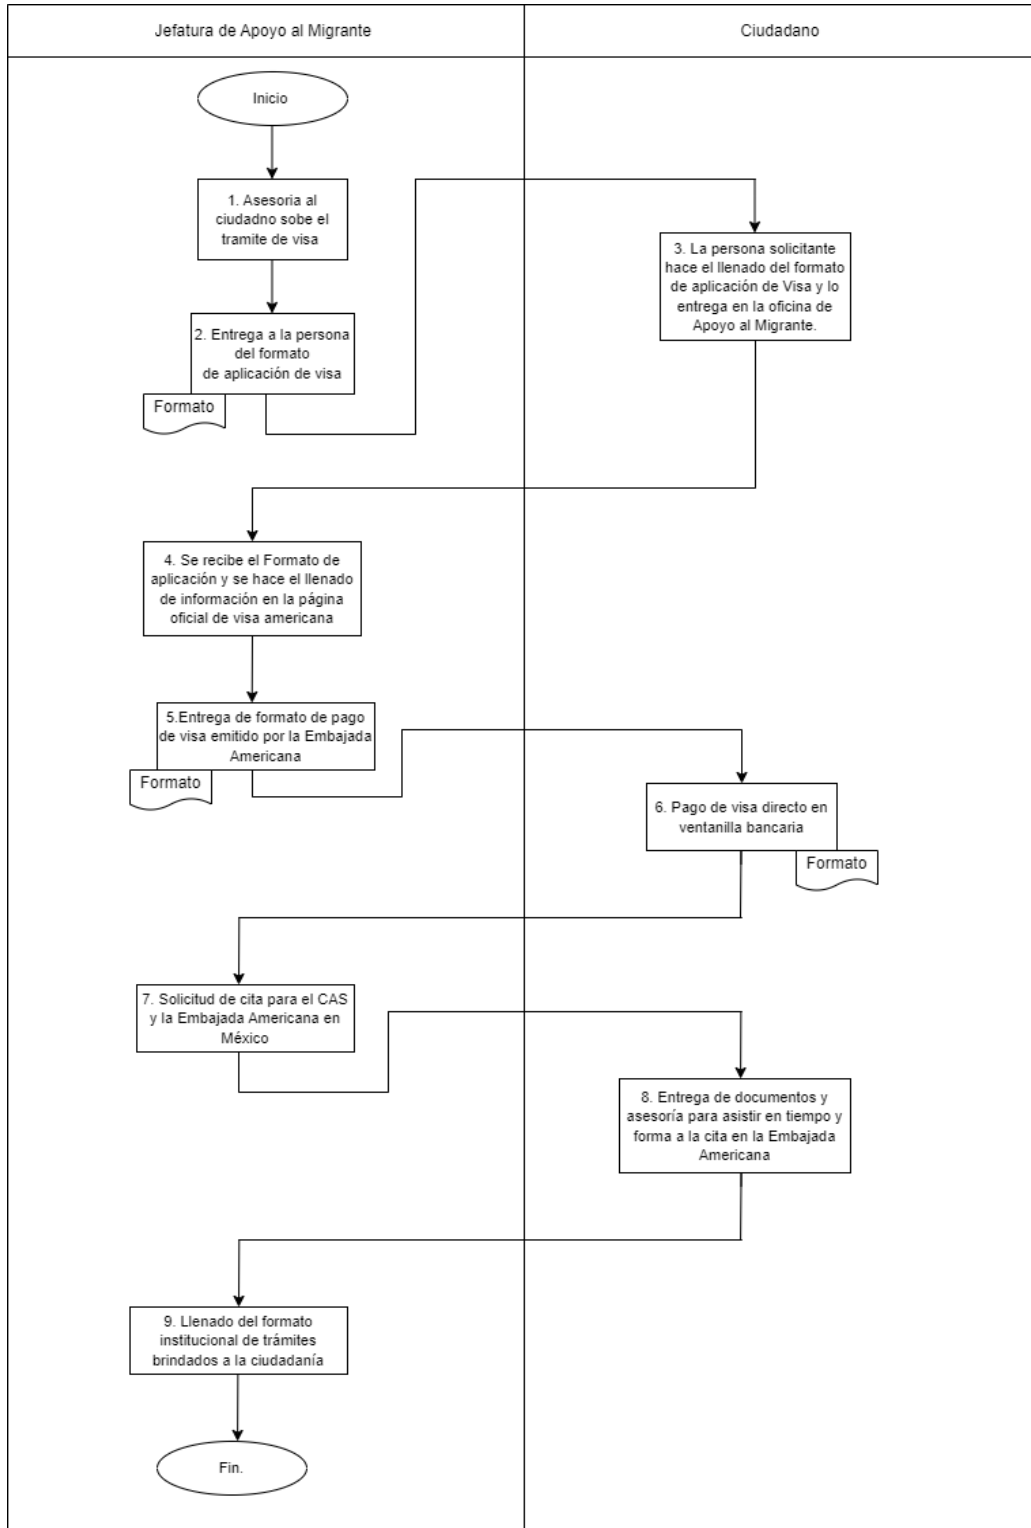 Jefatura de Apoyo al Migrante
Ciudadano
Inicio
1. Asesoria al
ciudadno sobe el
tramite de visa
2. Entrega a la persona
del formato
de aplicación de visa
Formato
3. La persona solicitante
hace el llenado del formato
de aplicación de Visa y lo
entrega en la oficina de
Apoyo al Migrante.
4. Se recibe el Formato de
aplicación y se hace el llenado
de información en la página
oficial de visa americana
5.Entrega de formato de pago
de visa emitido por la Embajada
Americana
Formato
6. Pago de visa directo en
ventanilla bancaria
Formato
7. Solicitud de cita para el CAS
y la Embajada Americana en
México
8. Entrega de documentos y
asesoría para asistir en tiempo y
forma a la cita en la Embajada
Americana
9. Llenado del formato
institucional de trámites
brindados a la ciudadanía
Fin.